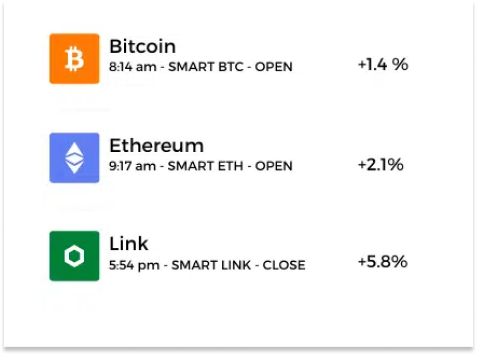 Bitcoin
8:14 am - SMART BTC - OPEN
+1.4 %
Ethereum
9:17 am - SMART ETH - OPEN
+2.1%
Link
5:54 pm - SMART LINK - CLOSE
+5.8%